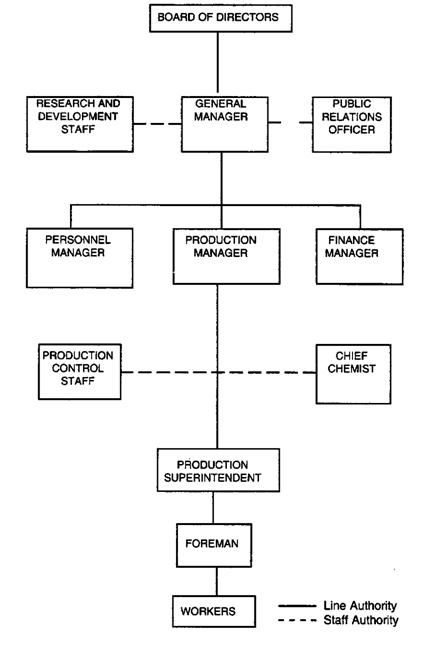 BOARD OF DIRECTORS
RESEARCH AND
DEVELOPMENT
STAFF
GENERAL
MANAGER
PUBLIC
RELATIONS
OFFICER
PERSONNEL
MANAGER
PRODUCTION
MANAGER
FINANCE
MANAGER
PRODUCTION
CONTROL
STAFF
CHIEF
CHEMIST
PRODUCTION
SUPERINTENDENT
FOREMAN
WORKERS
Line Authority
Staff Authority